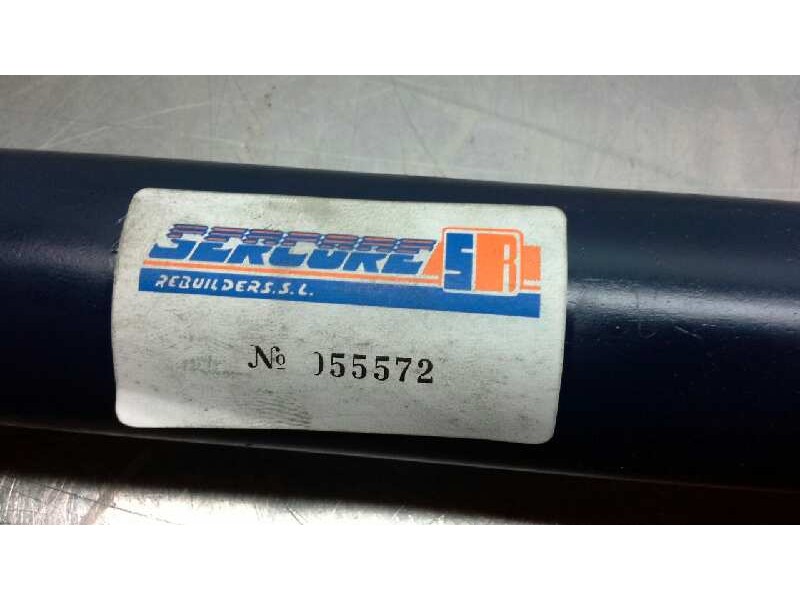 SERCORE SR
REBUILDERS.S.L.
№ 055572